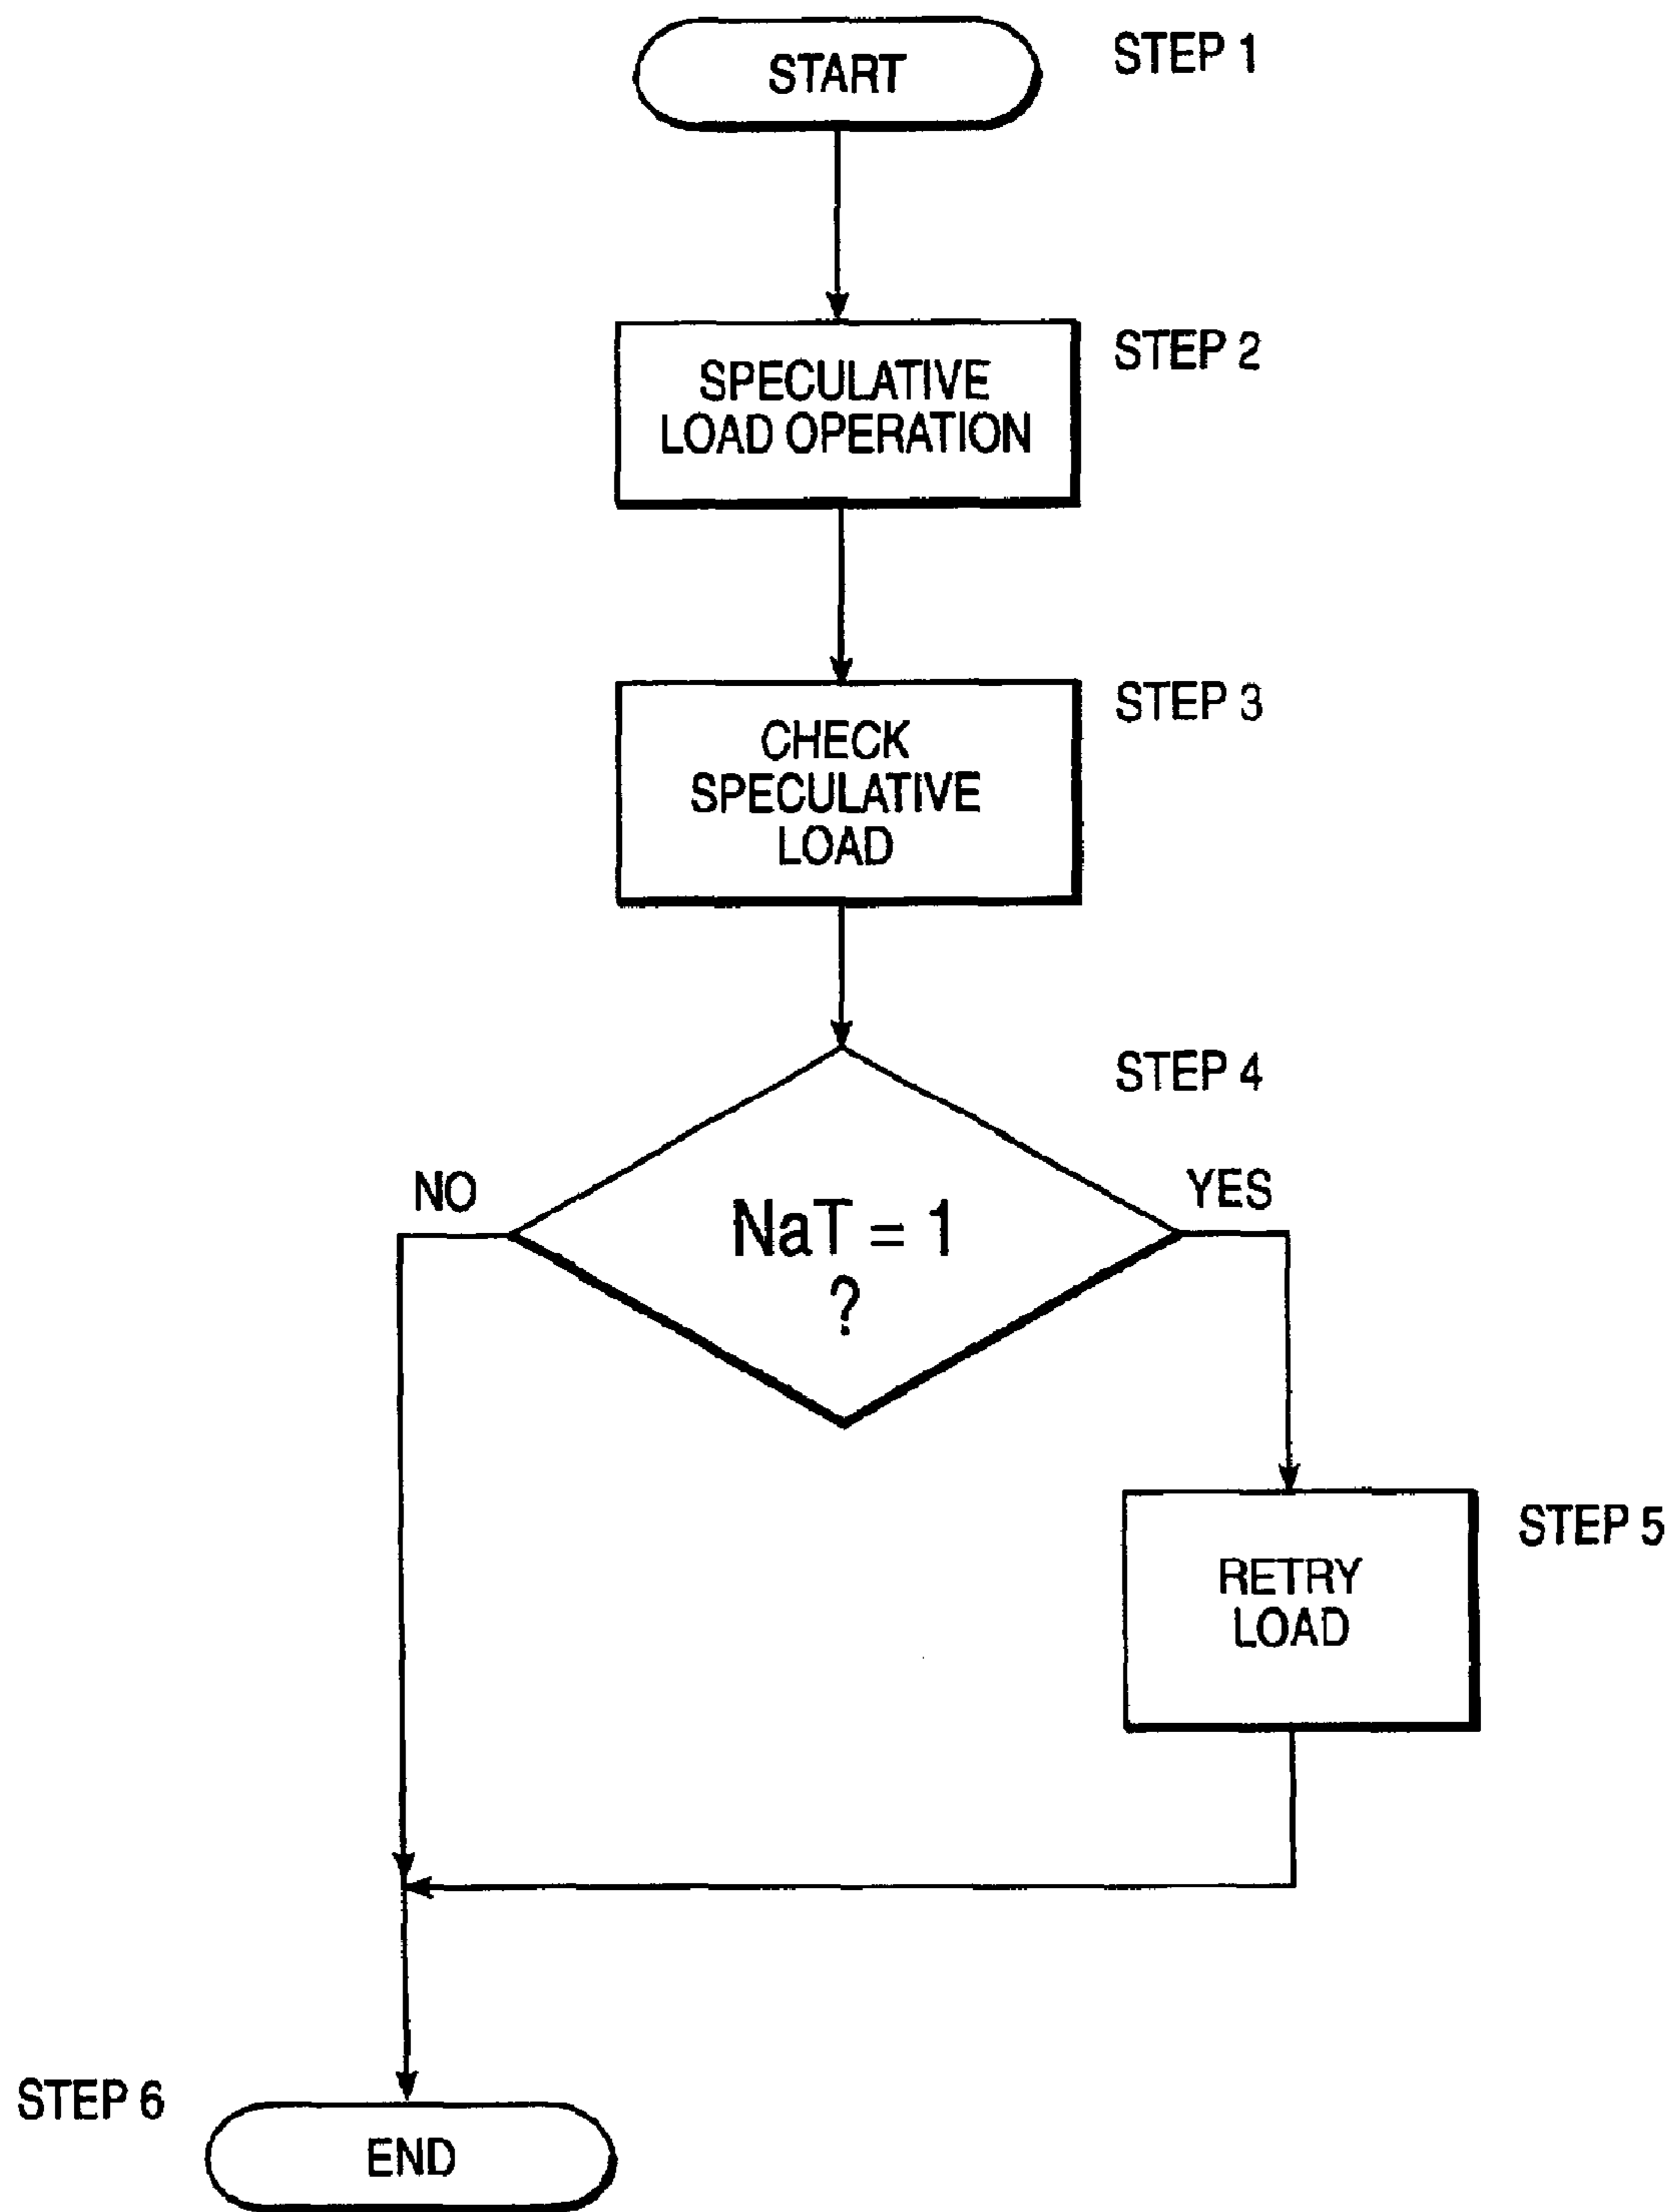 START
STEP 1
STEP 2
SPECULATIVE
LOAD OPERATION
STEP 3
CHECK
SPECULATIVE
LOAD
STEP 4
NO
YES
NaT = 1
?
STEP 5
RETRY
LOAD
STEP 6
END